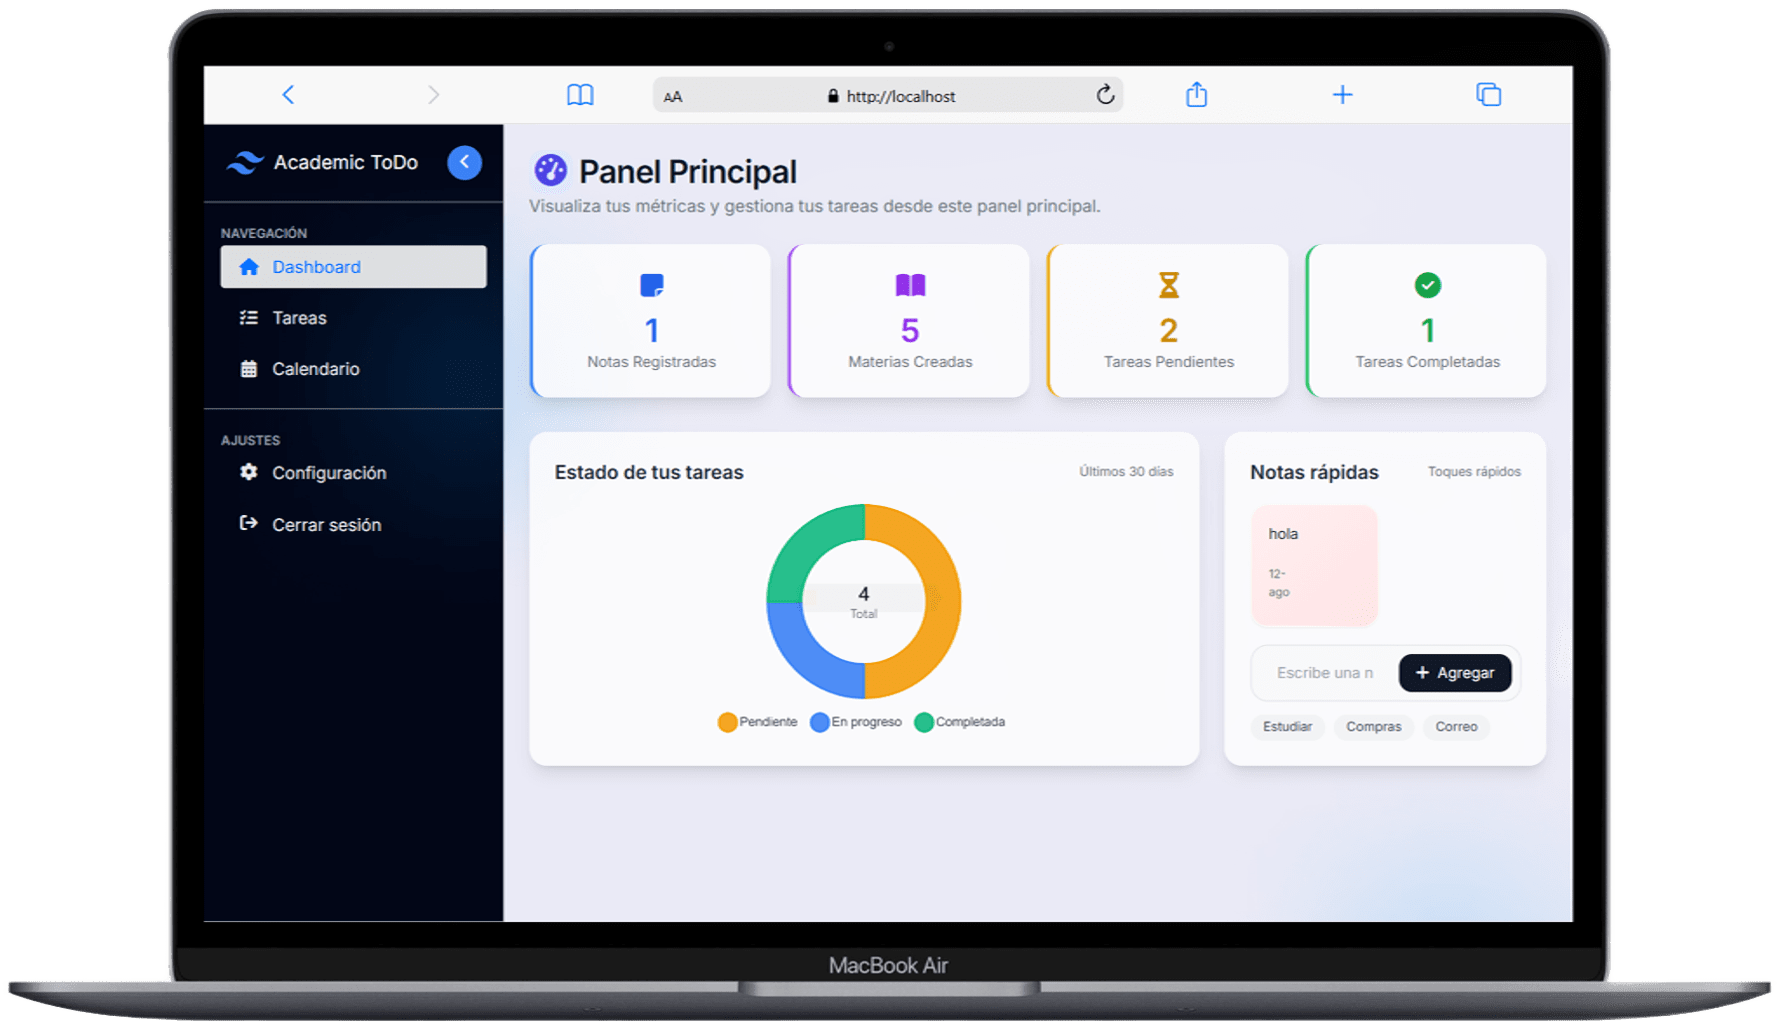 AA
http://localhost
Academic ToDo
NAVEGACIÓN
Dashboard
Tareas
Calendario
AJUSTES
Configuración
Cerrar sesión
Panel Principal
Visualiza tus métricas y gestiona tus tareas desde este panel principal.
1
Notas Registradas
5
Materias Creadas
2
Tareas Pendientes
1
Tareas Completadas
Estado de tus tareas
Últimos 30 días
4
Total
Pendiente
En progreso
Completada
Notas rápidas
Toques rápidos
hola
12-
ago
Escribe una n
+ Agregar
Estudiar
Compras
Correo
MacBook Air